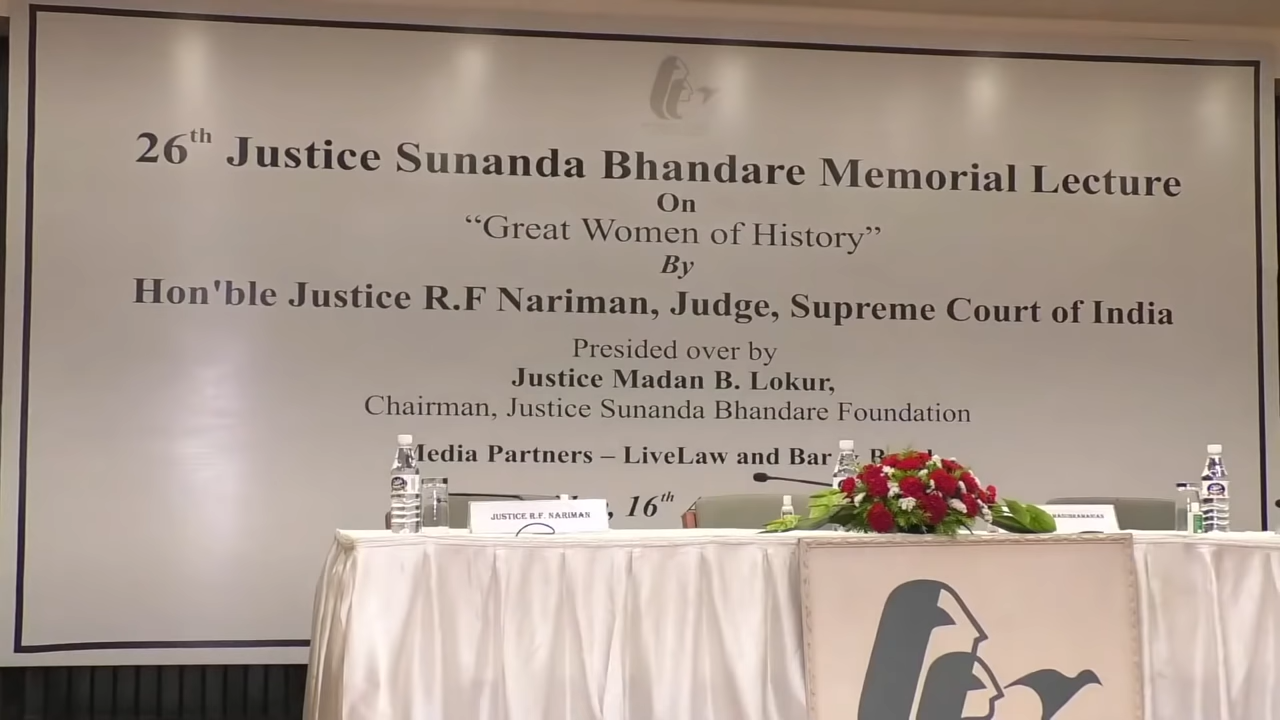 26th Justice Sunanda Bhandare Memorial Lecture
On
“Great Women of History”
By
Hon'ble Justice R.F Nariman, Judge, Supreme Court of India
Presided over by
Justice Madan B. Lokur,
Chairman, Justice Sunanda Bhandare Foundation
Media Partners – LiveLaw and Bar
, 16th
JUSTICE R.F. NARIMAN